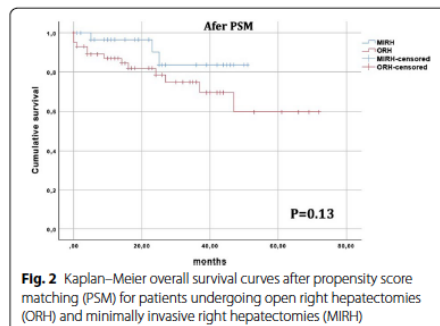 Afer PSM
MIRH
ORH
MIRH-censored
ORH-censored
1,0
0,8
0,6
0,4
0,2
0,0
Cumulative survival
,00
20,00
40,00
60,00
80,00
P=0.13
months
Fig. 2 Kaplan–Meier overall survival curves after propensity score
matching (PSM) for patients undergoing open right hepatectomies
(ORH) and minimally invasive right hepatectomies (MIRH)